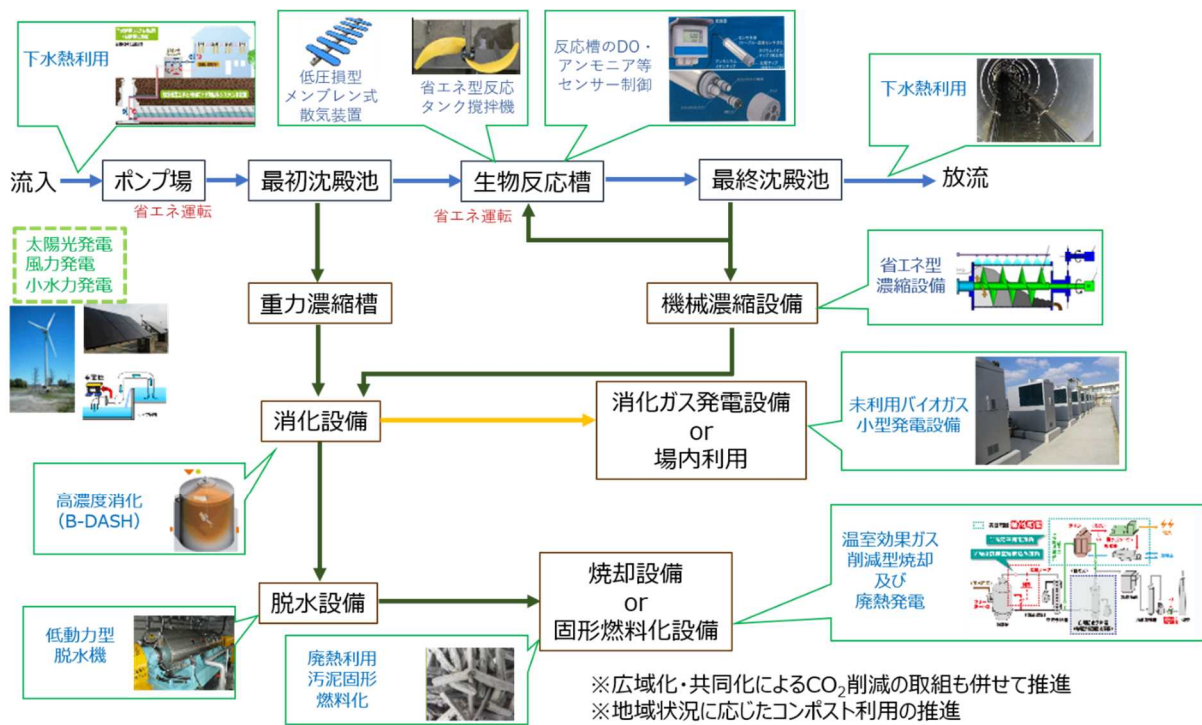 下水熱利用
低圧損型
メンブレン式
散気装置
省エネ型反応
タンク撹拌機
反応槽のDO・
アンモニア等
センサー制御
下水熱利用
流入
ポンプ場
最初沈殿池
生物反応槽
最終沈殿池
放流
省エネ運転
省エネ運転
太陽光発電
風力発電
小水力発電
重力濃縮槽
機械濃縮設備
省エネ型
濃縮設備
消化設備
消化ガス発電設備
or
場内利用
未利用バイオガス
小型発電設備
高濃度消化
(B-DASH)
脱水設備
焼却設備
or
固形燃料化設備
温室効果ガス
削減型焼却
及び
廃熱発電
低動力型
脱水機
廃熱利用
汚泥固形
燃料化
※広域化・共同化によるCO₂削減の取組も併せて推進
※地域状況に応じたコンポスト利用の推進